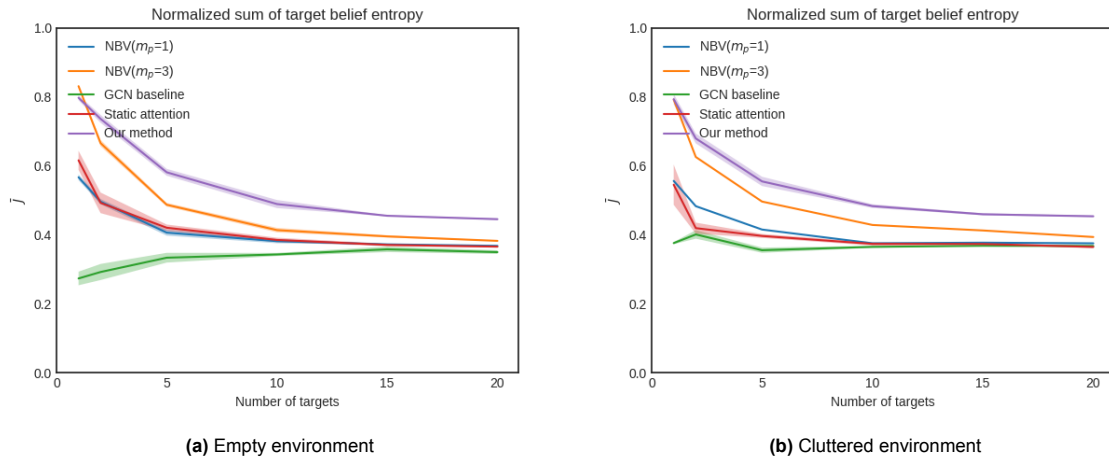 Normalized sum of target belief entropy
1.0
0.8
0.6
0.4
0.2
0.0
J̄
NBV(mₚ=1)
NBV(mₚ=3)
GCN baseline
Static attention
Our method
0 5 10 15 20
Number of targets
(a) Empty environment
Normalized sum of target belief entropy
1.0
0.8
0.6
0.4
0.2
0.0
J̄
NBV(mₚ=1)
NBV(mₚ=3)
GCN baseline
Static attention
Our method
0 5 10 15 20
Number of targets
(b) Cluttered environment